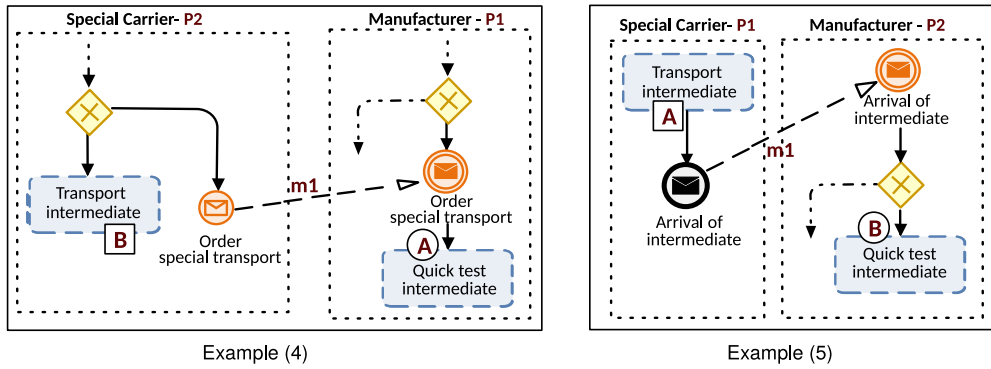 Special Carrier- P2
Manufacturer - P1
Transport
intermediate
B
m1
Order
special transport
Order
special transport
A
Quick test
intermediate
Example (4)
Special Carrier- P1
Manufacturer - P2
Transport
intermediate
A
m1
Arrival of
intermediate
Arrival of
intermediate
B
Quick test
intermediate
Example (5)